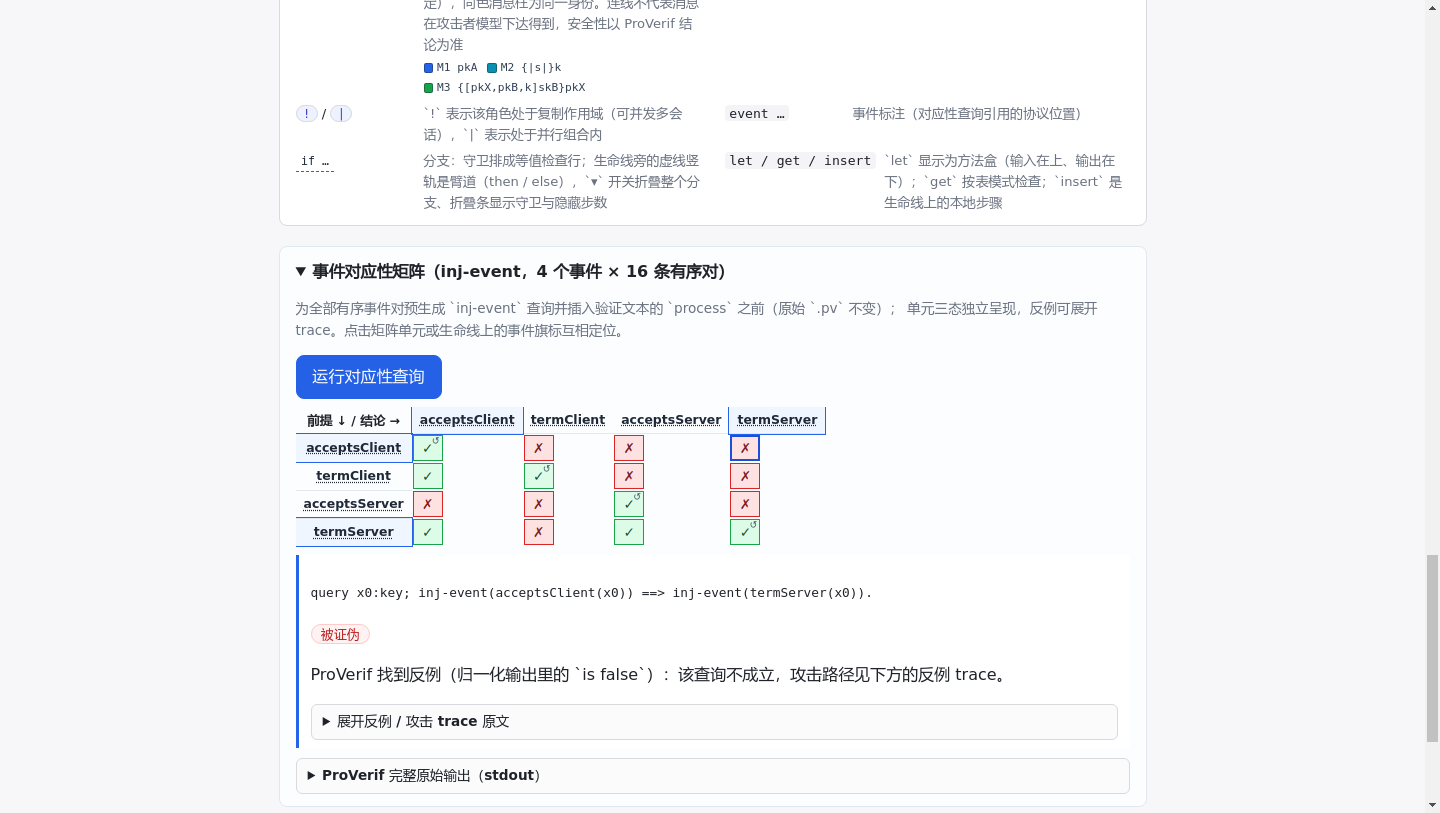 定），同色消息柱为同一身份。连线不代表消息
在攻击者模型下达得到，安全性以 ProVerif 结
论为准
M1 pkA M2 {|s|}k
M3 {[pkX,pkB,k]skB}pkX
! / |
`!` 表示该角色处于复制作用域（可并发多会
话），`|` 表示处于并行组合内
event …
事件标注（对应性查询引用的协议位置）
if …
分支：守卫排成等值检查行；生命线旁的虚线竖
轨是臂道（then / else），`▾` 开关折叠整个分
支、折叠条显示守卫与隐藏步数
let / get / insert
`let` 显示为方法盒（输入在上、输出在
下）；`get` 按表模式检查；`insert` 是
生命线上的本地步骤
▼ 事件对应性矩阵（inj-event，4 个事件 × 16 条有序对）
为全部有序事件对预生成 `inj-event` 查询并插入验证文本的 `process` 之前（原始 `.pv` 不变）； 单元三态独立呈现，反例可展开
trace。点击矩阵单元或生命线上的事件旗标互相定位。
运行对应性查询
前提 ↓ / 结论 → acceptsClient termClient acceptsServer termServer
acceptsClient ✓↺ ✗ ✗ ✗
termClient ✓ ✓↺ ✗ ✗
acceptsServer ✗ ✗ ✓↺ ✗
termServer ✓ ✗ ✓ ✓↺
query x0:key; inj-event(acceptsClient(x0)) ==> inj-event(termServer(x0)).
被证伪
ProVerif 找到反例（归一化输出里的 `is false`）：该查询不成立，攻击路径见下方的反例 trace。
▶ 展开反例 / 攻击 trace 原文
▶ ProVerif 完整原始输出（stdout）